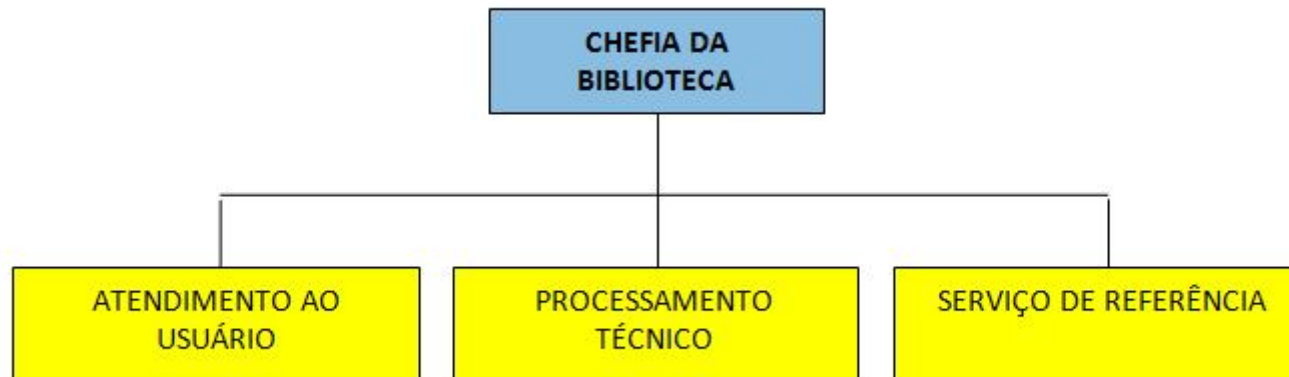 CHEFIA DA
BIBLIOTECA
ATENDIMENTO AO
USUÁRIO
PROCESSAMENTO
TÉCNICO
SERVIÇO DE REFERÊNCIA